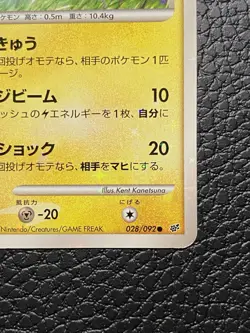 ケモン 高さ：0.5m 重さ：10.4kg
きゅう
回投げオモテなら、相手のポケモン1匹
ージ。
ジビーム 10
ッシュのエネルギーを1枚、自分に
ショック 20
回投げオモテなら、相手をマヒにする。
Illus. Kent Kanetsuna
抵抗力 にげる
-20
Nintendo/Creatures/GAME FREAK
028/092